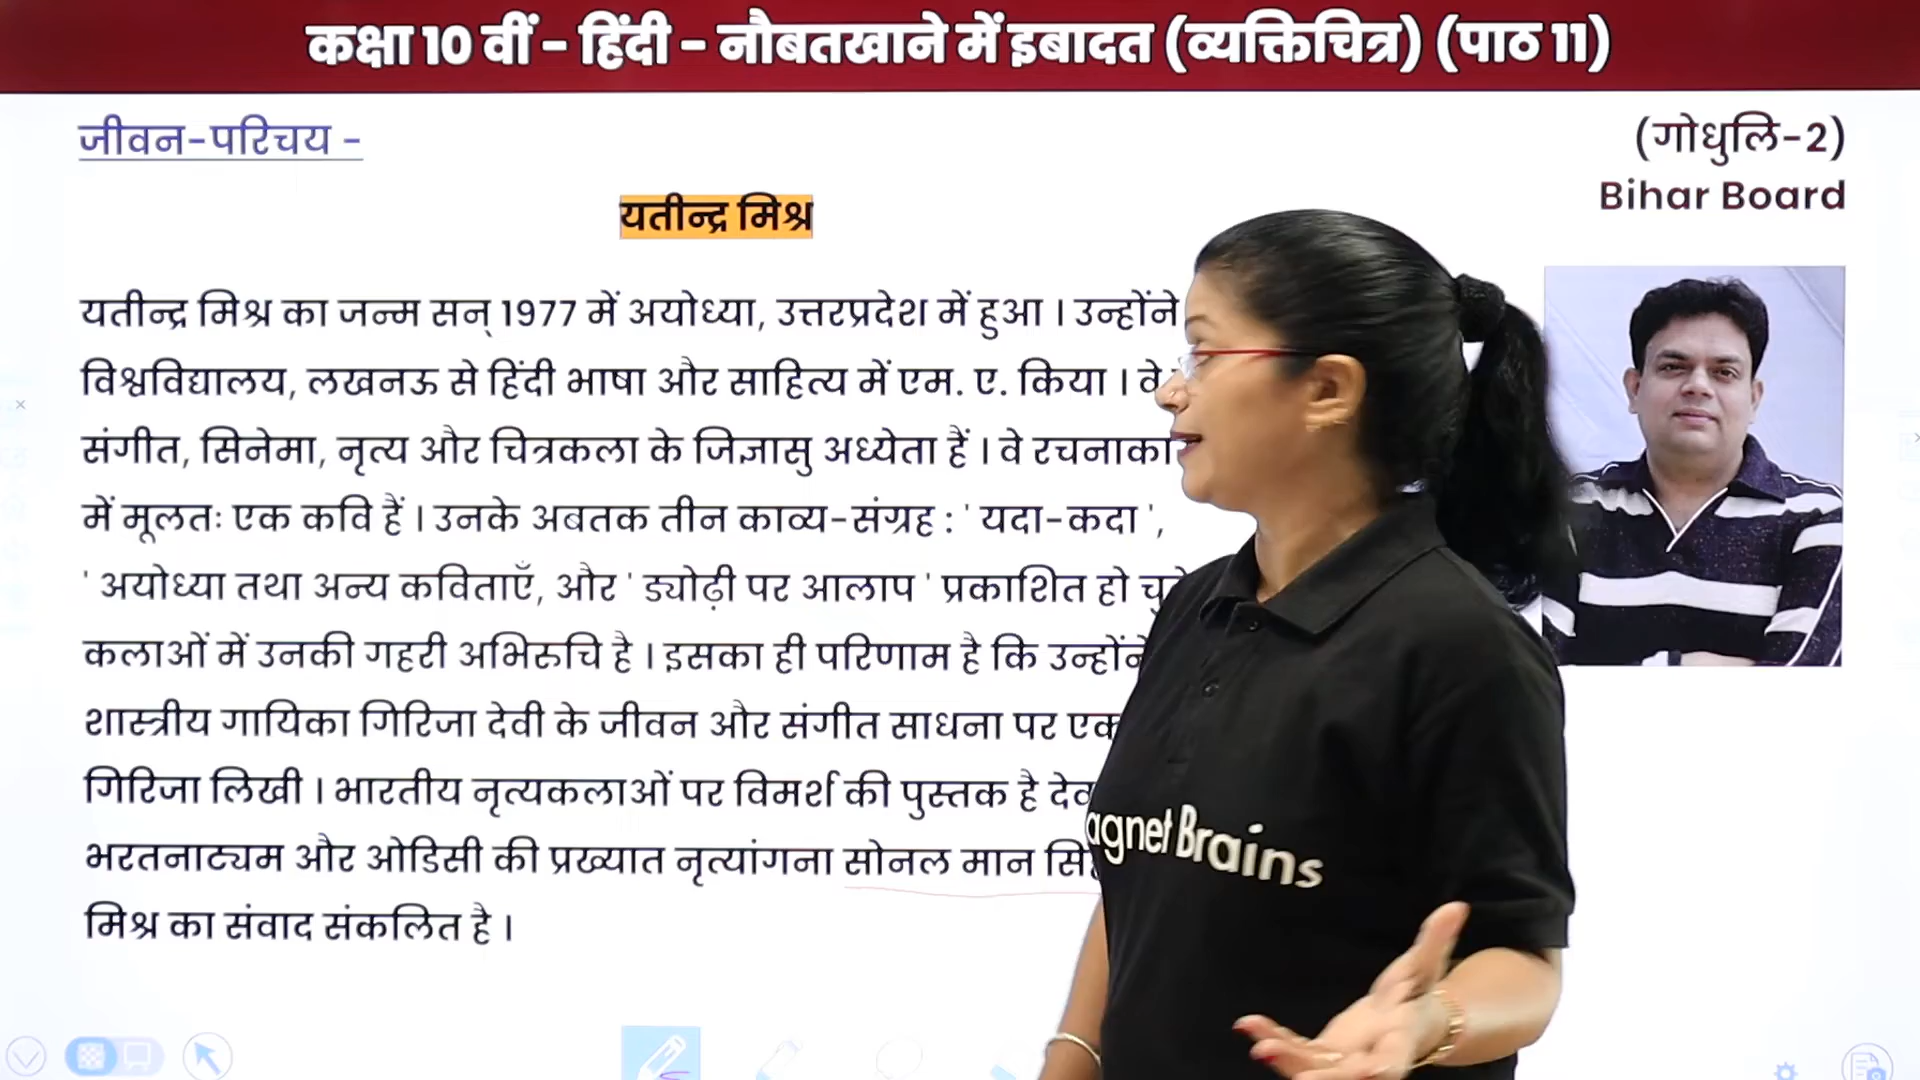 कक्षा 10 वीं - हिंदी - नौबतखाने में इबादत (व्यक्तिचित्र) (पाठ 11)
जीवन-परिचय -
(गोधुलि-2)
Bihar Board
यतीन्द्र मिश्र
यतीन्द्र मिश्र का जन्म सन् 1977 में अयोध्या, उत्तरप्रदेश में हुआ । उन्होंने
विश्वविद्यालय, लखनऊ से हिंदी भाषा और साहित्य में एम. ए. किया । वे
संगीत, सिनेमा, नृत्य और चित्रकला के जिज्ञासु अध्येता हैं । वे
में मूलतः एक कवि हैं । उनके अबतक तीन काव्य-संग्रह : ' यदा-कदा ',
' अयोध्या तथा अन्य कविताएँ, और ' ड्योढ़ी पर आलाप ' प्रकाशित हो
कलाओं में उनकी गहरी अभिरुचि है । इसका ही परिणाम है कि उन्होंने
शास्त्रीय गायिका गिरिजा देवी के जीवन और संगीत साधना पर एक
गिरिजा लिखी । भारतीय नृत्यकलाओं पर विमर्श की पुस्तक है
भरतनाट्यम और ओडिसी की प्रख्यात नृत्यांगना सोनल मान
मिश्र का संवाद संकलित है ।
agnet Brains